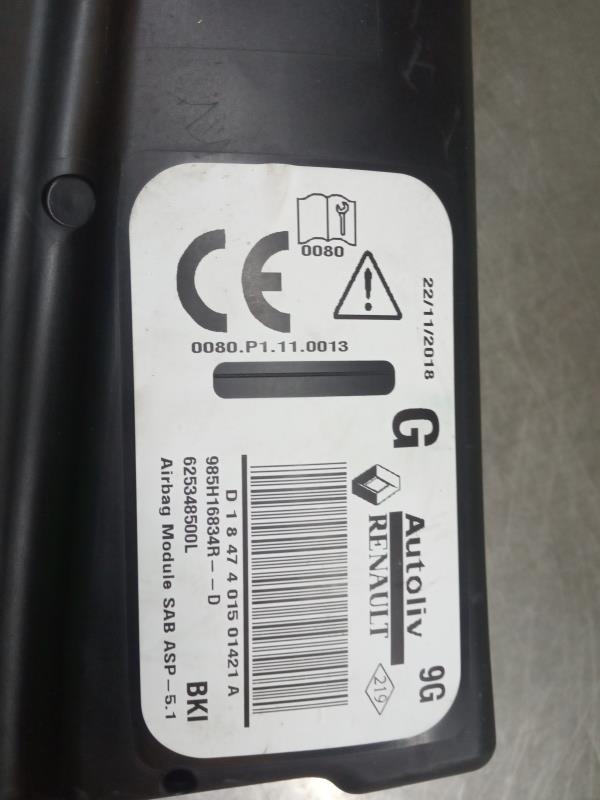 0080
0080.P1.11.0013
22/11/2018
G
Autoliv 9G
RENAULT
219
D 18 47 4 015 01421 A
985H16834R--D
625348500L
BKI
Airbag Module SAB ASP-5.1